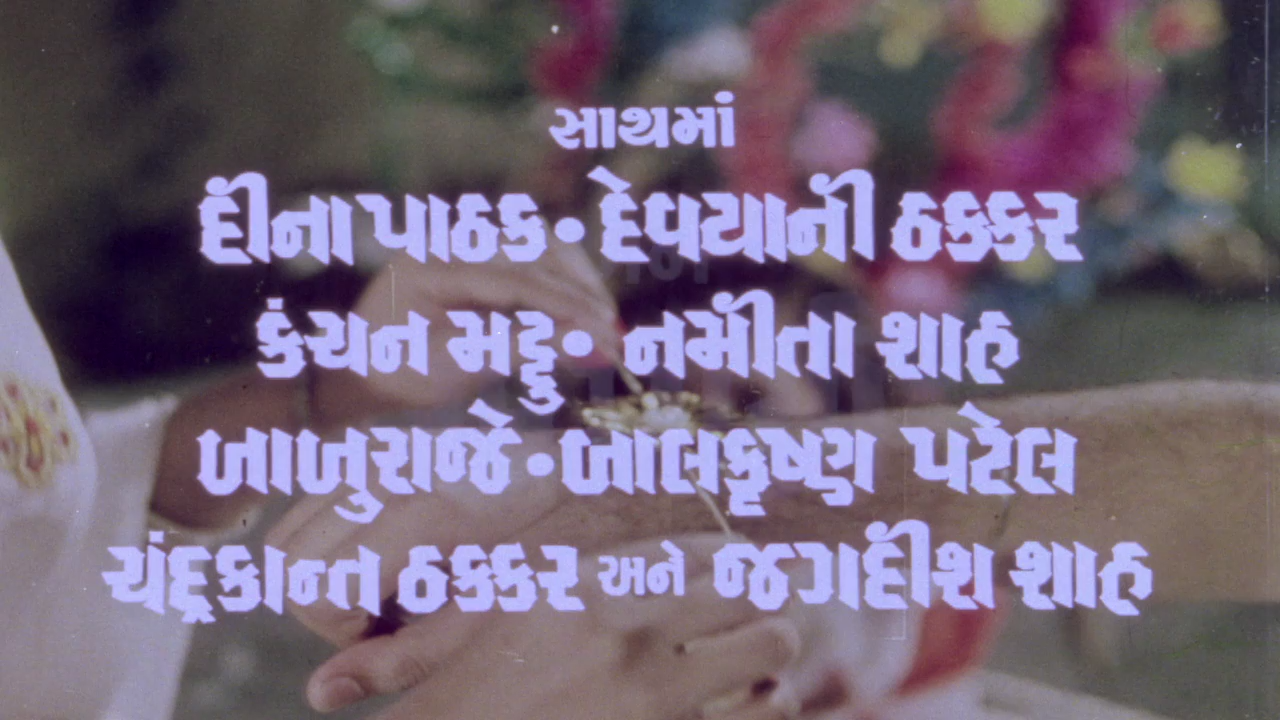 સાથમાં
દીના પાઠક • દેવયાની ઠક્કર
કંચન મટ્ટુ • નમીતા શાહ
બાબુરાજે • બાલકૃષ્ણ પટેલ
ચંદ્રકાન્ત ઠક્કર અને જગદીશ શાહ